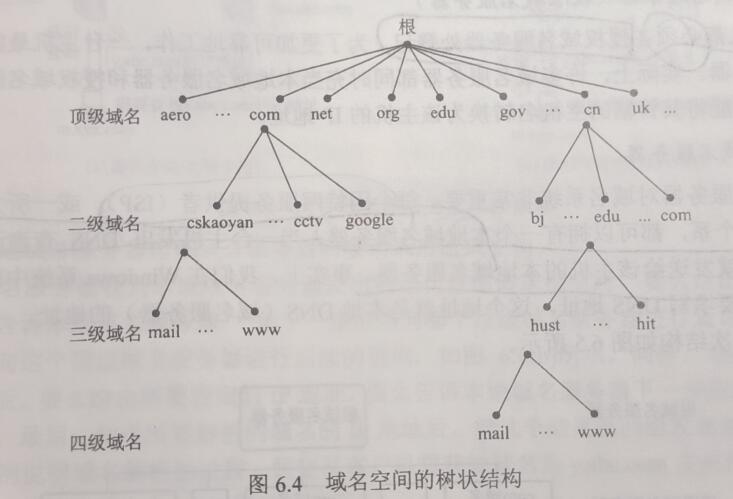 根
顶级域名 aero … com net org edu gov cn uk ...
二级域名 cskaoyan … cctv google bj … edu ... com
三级域名 mail … www hust … hit
mail … www
四级域名
图 6.4 域名空间的树状结构